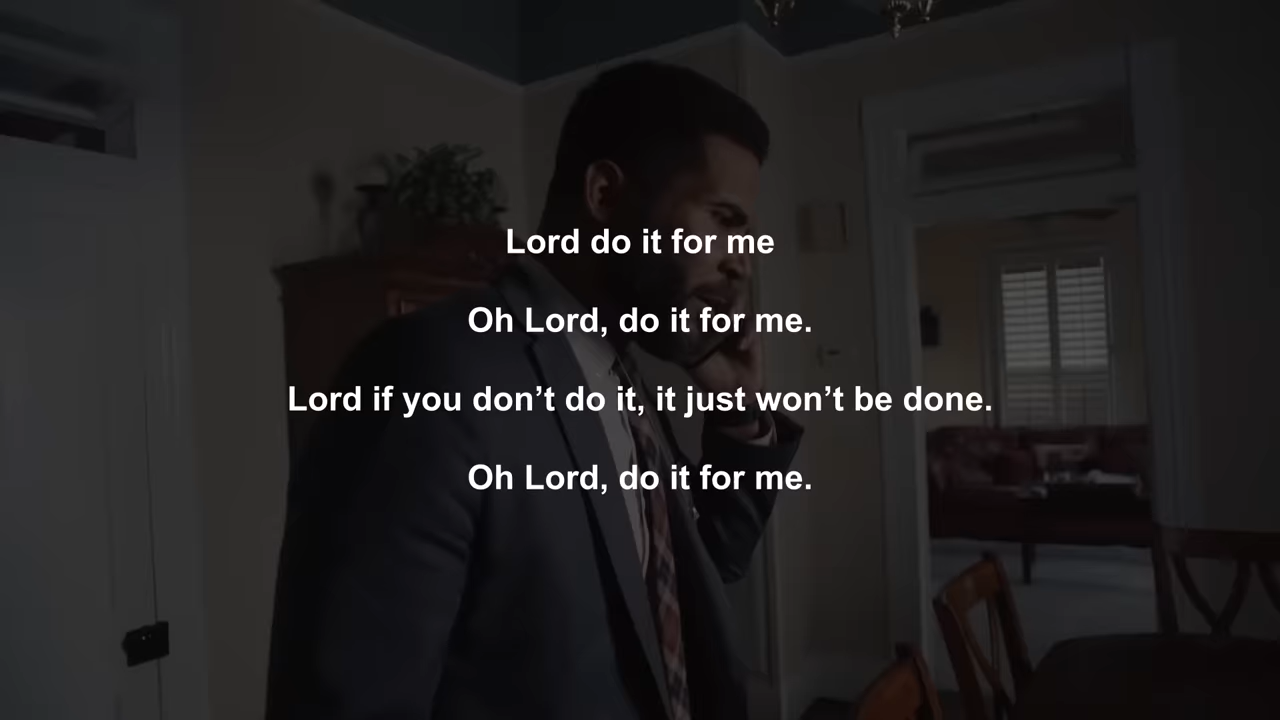 Lord do it for me
Oh Lord, do it for me.
Lord if you don’t do it, it just won’t be done.
Oh Lord, do it for me.